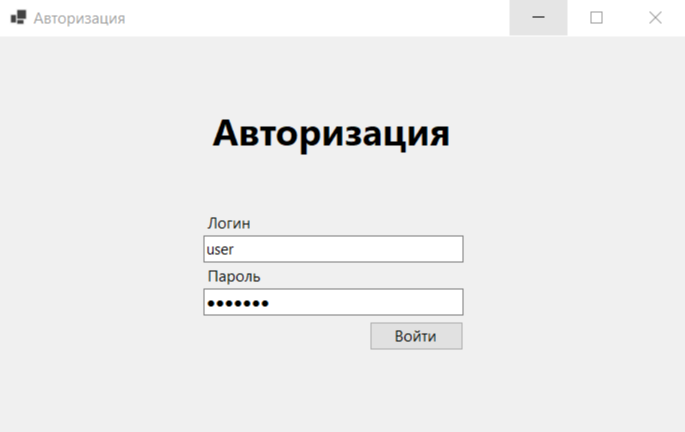 Авторизация
Авторизация
Логин
user
Пароль
•••••••
Войти